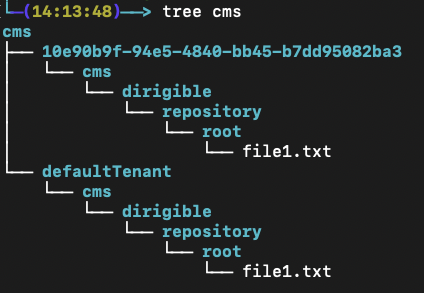 └─(14:13:48)──> tree cms
cms
├── 10e90b9f-94e5-4840-bb45-b7dd95082ba3
│   └── cms
│       └── dirigible
│           └── repository
│               └── root
│                   └── file1.txt
└── defaultTenant
    └── cms
        └── dirigible
            └── repository
                └── root
                    └── file1.txt